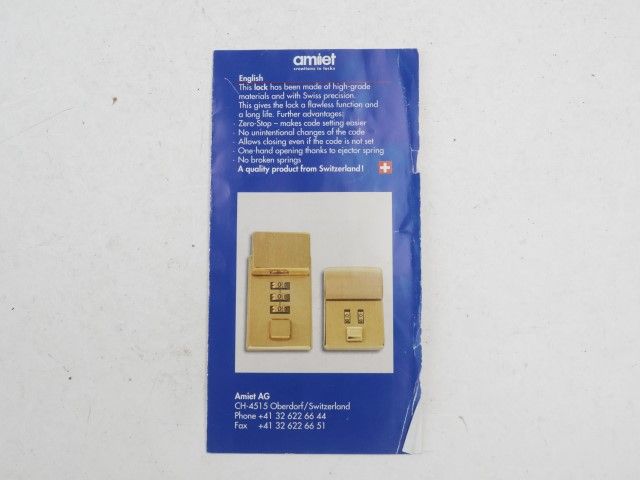 amiet
creations in locks
English
This lock has been made of high-grade
materials and with Swiss precision.
This gives the lock a flawless function and
a long life. Further advantages:
· Zero-Stop – makes code setting easier
· No unintentional changes of the code
· Allows closing even if the code is not set
· One-hand opening thanks to ejector spring
· No broken springs
A quality product from Switzerland!
Amiet AG
CH-4515 Oberdorf/Switzerland
Phone +41 32 622 66 44
Fax +41 32 622 66 51